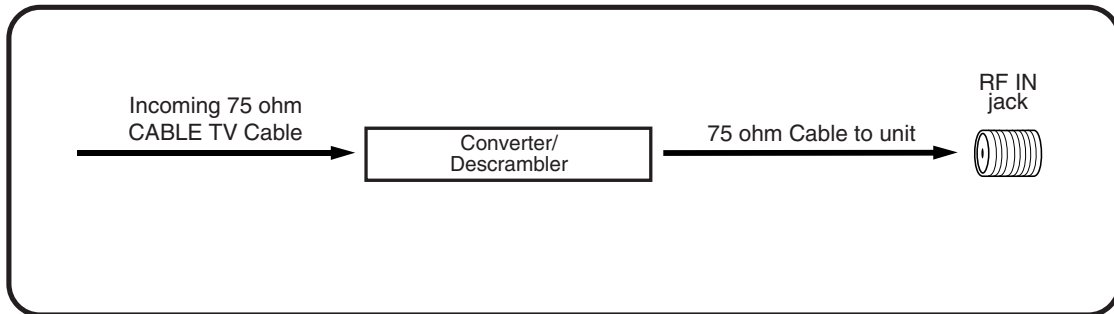 Incoming 75 ohm
CABLE TV Cable
Converter/
Descrambler
75 ohm Cable to unit
RF IN
jack